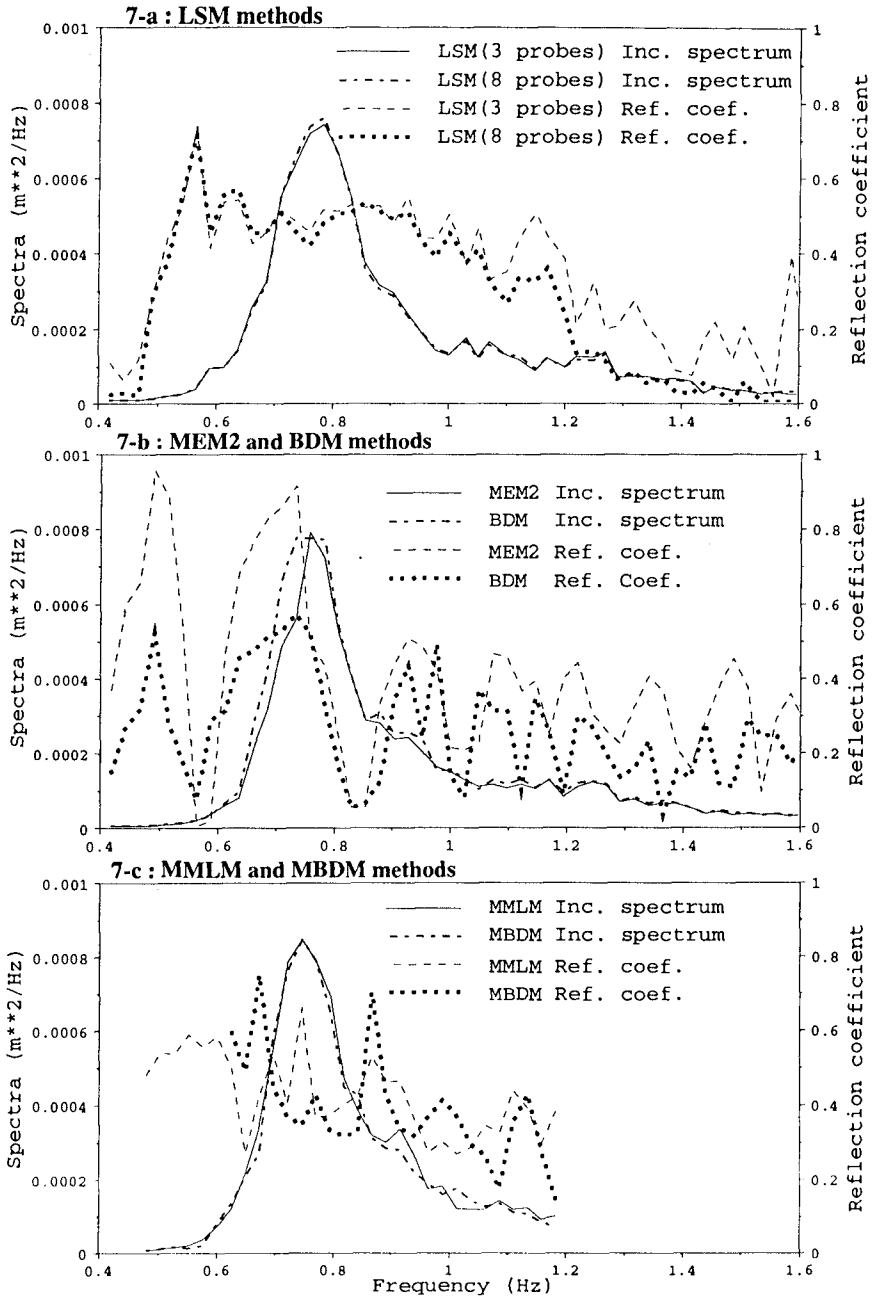 7-a : LSM methods
0.001
1
LSM(3 probes) Inc. spectrum
LSM(8 probes) Inc. spectrum
LSM(3 probes) Ref. coef.
LSM(8 probes) Ref. coef.
0.0008
0.8
0.0006
0.6
0.0004
0.4
0.0002
0.2
0
0
Spectra (m**2/Hz)
Reflection coefficient
0.4
0.6
0.8
1
1.2
1.4
1.6
7-b : MEM2 and BDM methods
0.001
1
MEM2 Inc. spectrum
BDM Inc. spectrum
MEM2 Ref. coef.
BDM Ref. Coef.
0.0008
0.8
0.0006
0.6
0.0004
0.4
0.0002
0.2
0
0
Spectra (m**2/Hz)
Reflection coefficient
0.4
0.6
0.8
1
1.2
1.4
1.6
7-c : MMLM and MBDM methods
0.001
1
MMLM Inc. spectrum
MBDM Inc. spectrum
MMLM Ref. coef.
MBDM Ref. coef.
0.0008
0.8
0.0006
0.6
0.0004
0.4
0.0002
0.2
0
0
Spectra (m**2/Hz)
Reflection coefficient
0.4
0.6
0.8
1
1.2
1.4
1.6
Frequency (Hz)